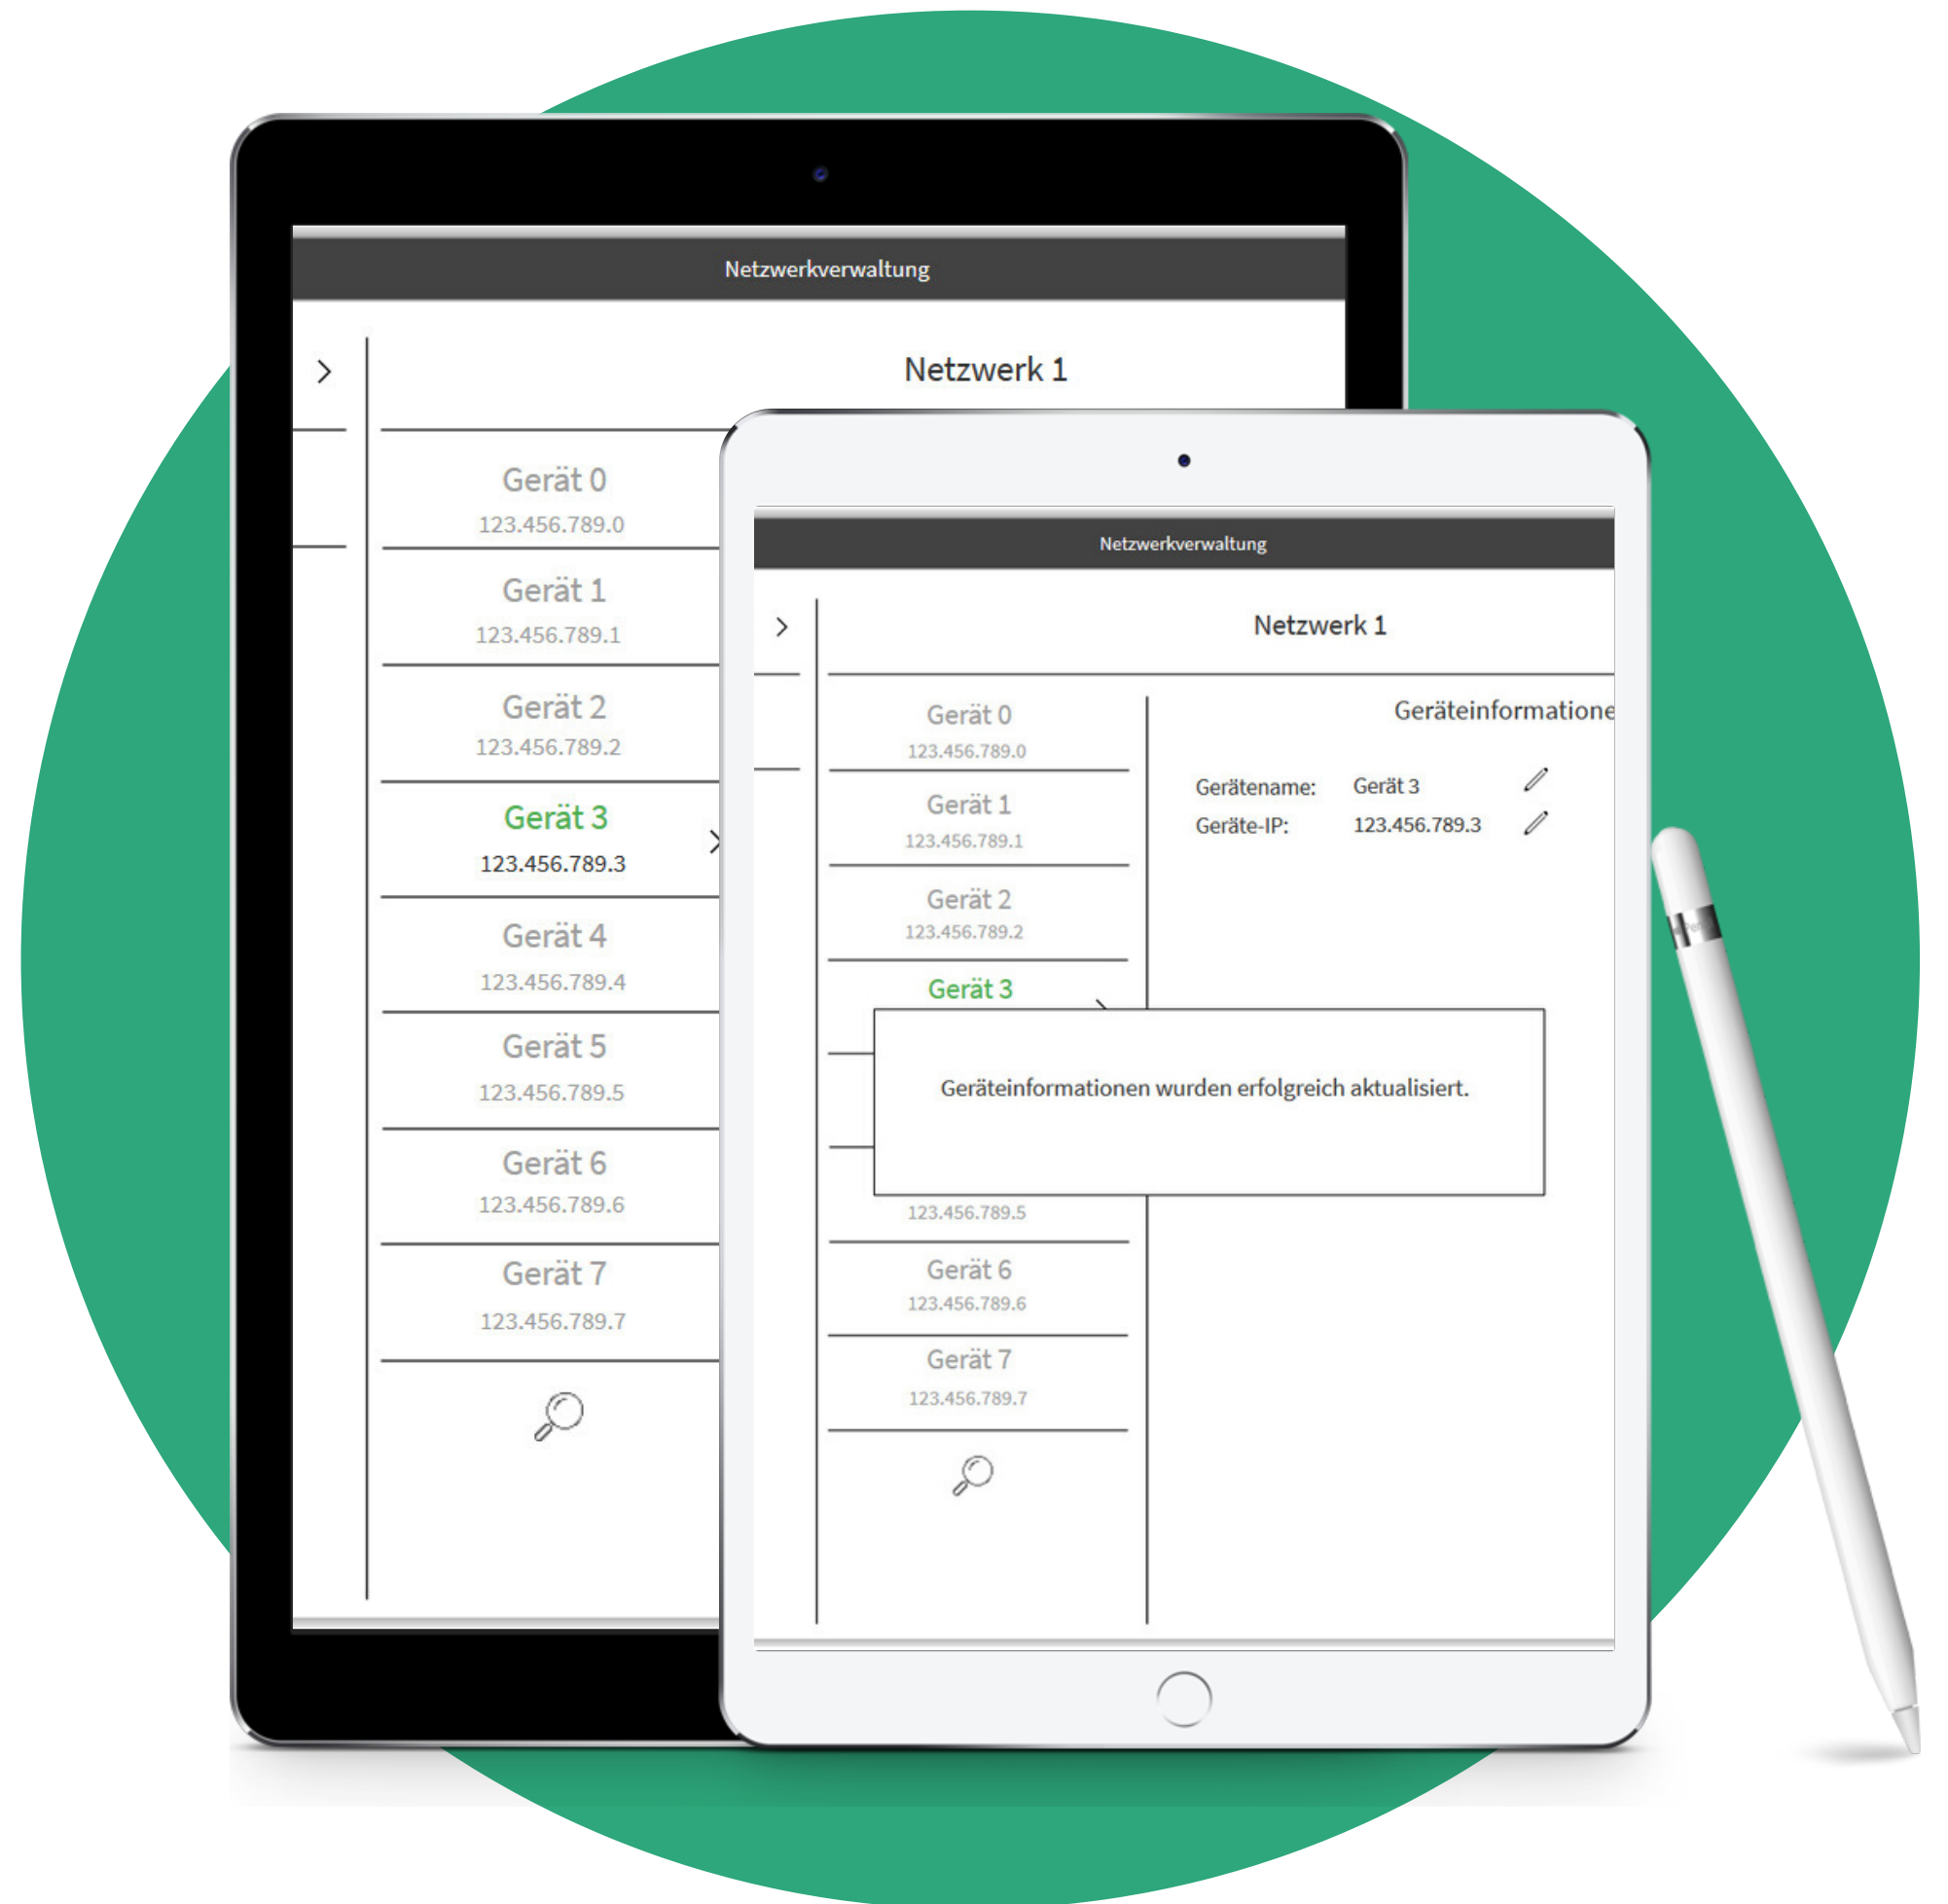 Netzwerkverwaltung
Netzwerk 1
Gerät 0
123.456.789.0
Gerät 1
123.456.789.1
Gerät 2
123.456.789.2
Gerät 3
123.456.789.3
Gerät 4
123.456.789.4
Gerät 5
123.456.789.5
Gerät 6
123.456.789.6
Gerät 7
123.456.789.7
Netzwerkverwaltung
Netzwerk 1
Gerät 0
123.456.789.0
Gerät 1
123.456.789.1
Gerät 2
123.456.789.2
Gerät 3
Geräteinformatione
Gerätename: Gerät 3
Geräte-IP: 123.456.789.3
Geräteinformationen wurden erfolgreich aktualisiert.
123.456.789.5
Gerät 6
123.456.789.6
Gerät 7
123.456.789.7